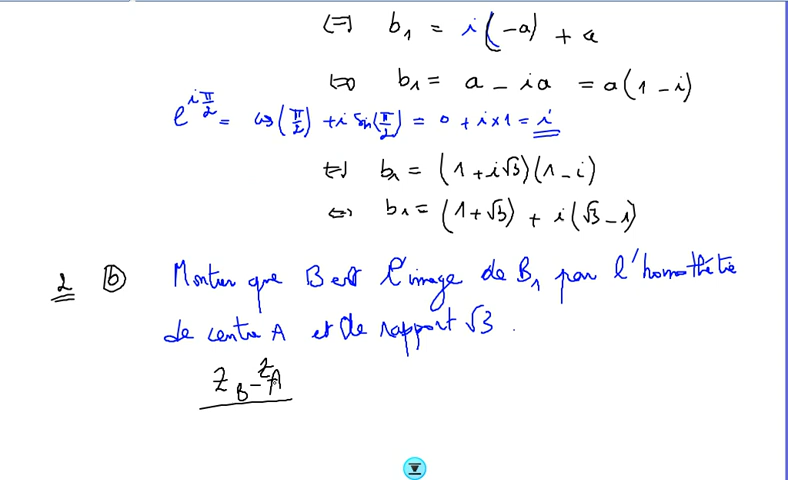 ⇔ b₁ = i(-a) + a
⇔ b₁ = a - ia = a(1-i)
e^{iπ/2} = cos(π/2) + i sin(π/2) = 0 + i×1 = i
⇔ b₁ = (1+i√3)(1-i)
⇔ b₁ = (1+√3) + i(√3-1)
2 ⓑ Montrer que B est l'image de B₁ par l'homothétie
de centre A et de rapport √3.
Z_B - Z_A